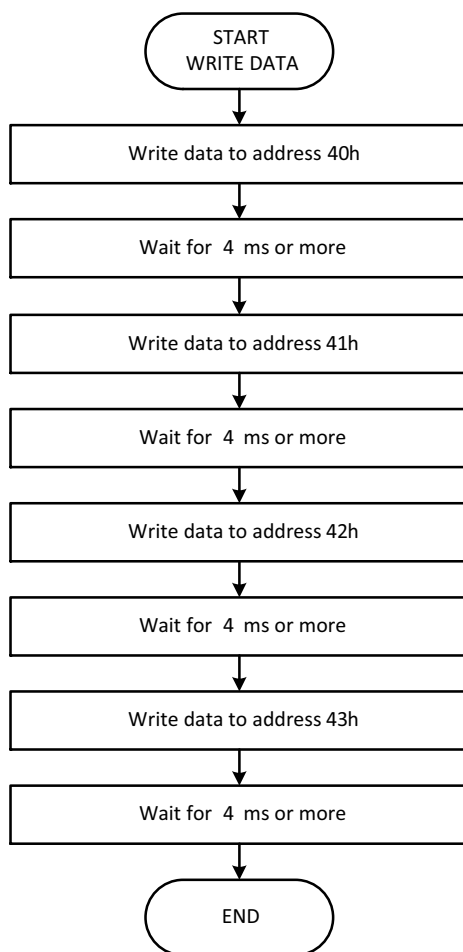 START
WRITE DATA
Write data to address 40h
Wait for 4 ms or more
Write data to address 41h
Wait for 4 ms or more
Write data to address 42h
Wait for 4 ms or more
Write data to address 43h
Wait for 4 ms or more
END